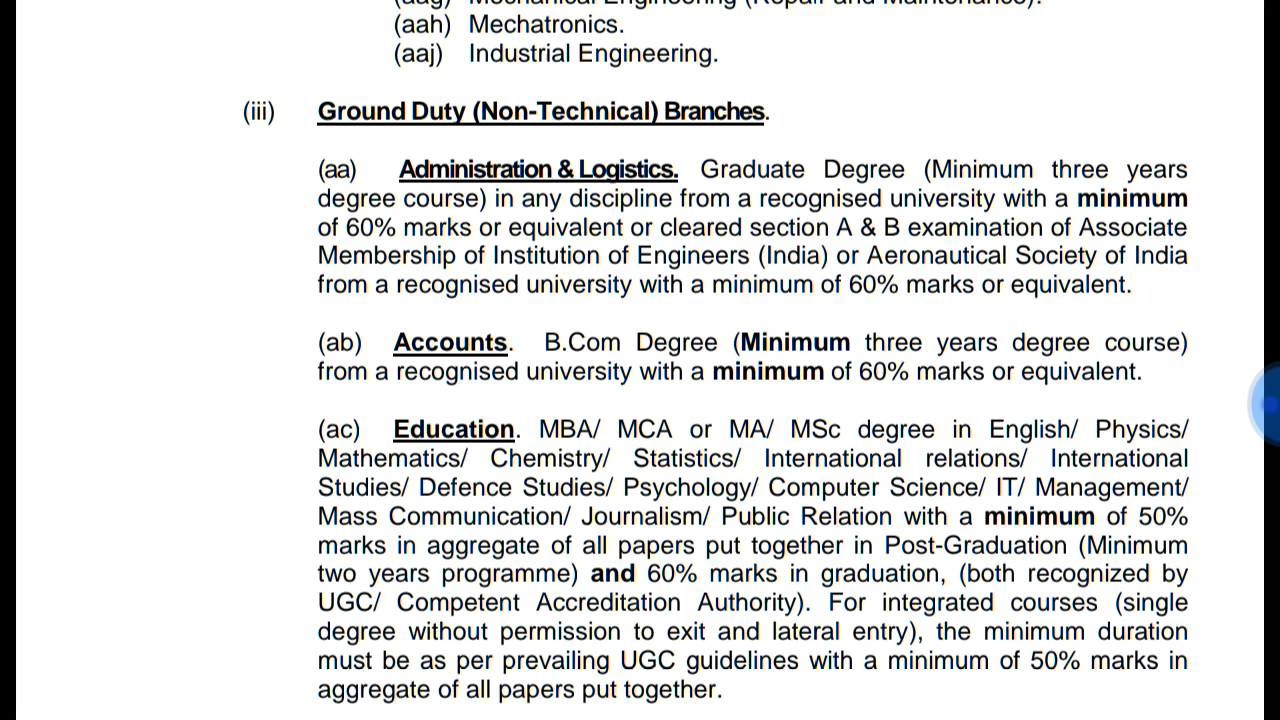 (aag) Mechanical Engineering (Repair and Maintenance).
(aah) Mechatronics.
(aaj) Industrial Engineering.
(iii) Ground Duty (Non-Technical) Branches.
(aa) Administration & Logistics. Graduate Degree (Minimum three years
degree course) in any discipline from a recognised university with a minimum
of 60% marks or equivalent or cleared section A & B examination of Associate
Membership of Institution of Engineers (India) or Aeronautical Society of India
from a recognised university with a minimum of 60% marks or equivalent.
(ab) Accounts. B.Com Degree (Minimum three years degree course)
from a recognised university with a minimum of 60% marks or equivalent.
(ac) Education. MBA/ MCA or MA/ MSc degree in English/ Physics/
Mathematics/ Chemistry/ Statistics/ International relations/ International
Studies/ Defence Studies/ Psychology/ Computer Science/ IT/ Management/
Mass Communication/ Journalism/ Public Relation with a minimum of 50%
marks in aggregate of all papers put together in Post-Graduation (Minimum
two years programme) and 60% marks in graduation, (both recognized by
UGC/ Competent Accreditation Authority). For integrated courses (single
degree without permission to exit and lateral entry), the minimum duration
must be as per prevailing UGC guidelines with a minimum of 50% marks in
aggregate of all papers put together.